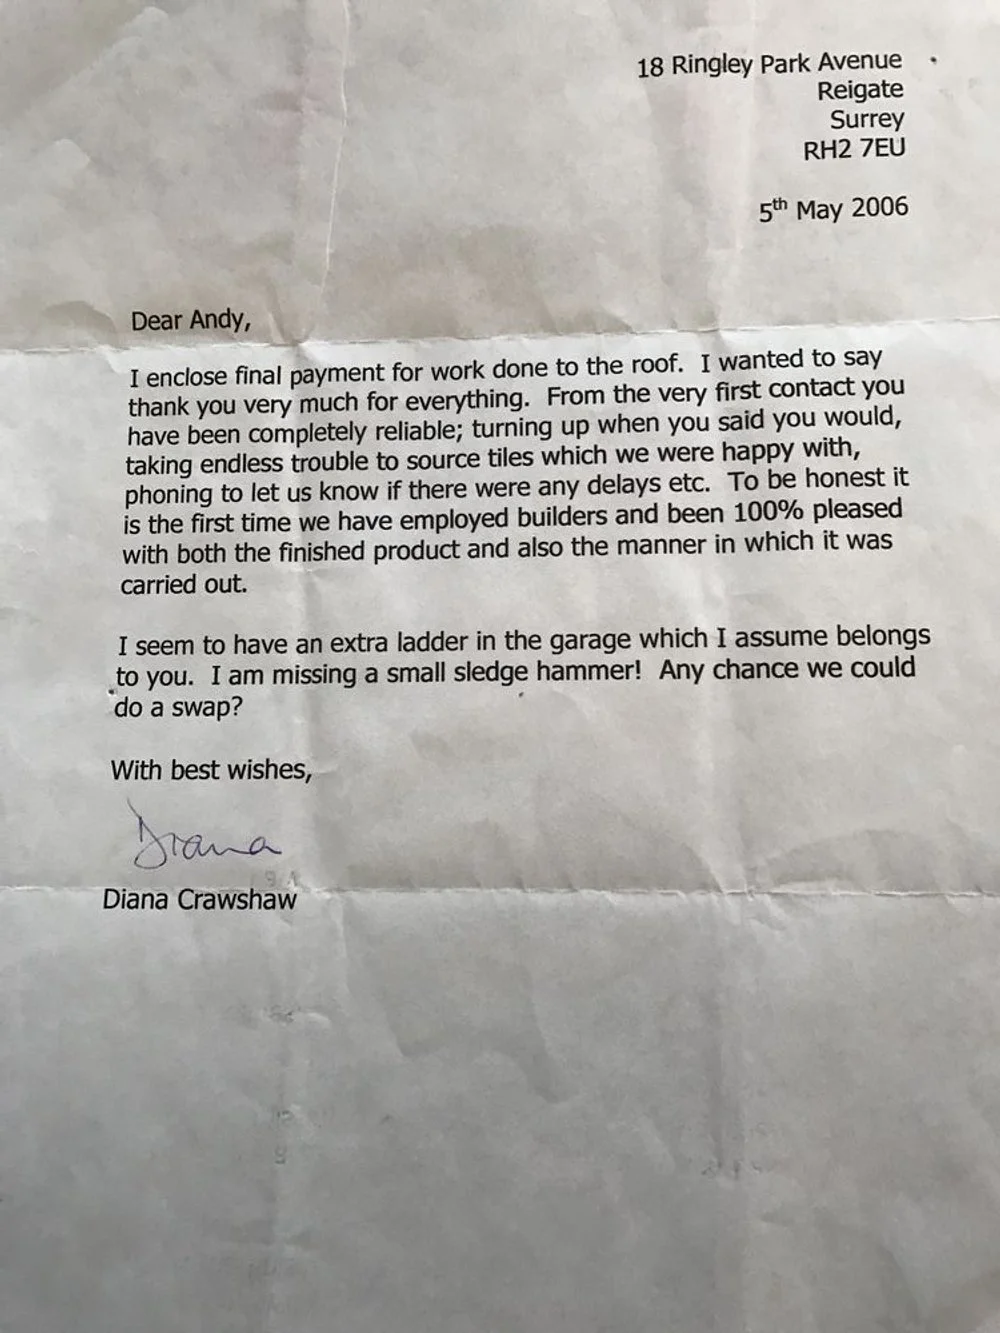 18 Ringley Park Avenue
Reigate
Surrey
RH2 7EU
5th May 2006
Dear Andy,
I enclose final payment for work done to the roof.  I wanted to say
thank you very much for everything.  From the very first contact you
have been completely reliable; turning up when you said you would,
taking endless trouble to source tiles which we were happy with,
phoning to let us know if there were any delays etc.  To be honest it
is the first time we have employed builders and been 100% pleased
with both the finished product and also the manner in which it was
carried out.
I seem to have an extra ladder in the garage which I assume belongs
to you.  I am missing a small sledge hammer!  Any chance we could
do a swap?
With best wishes,
Diana
Diana Crawshaw